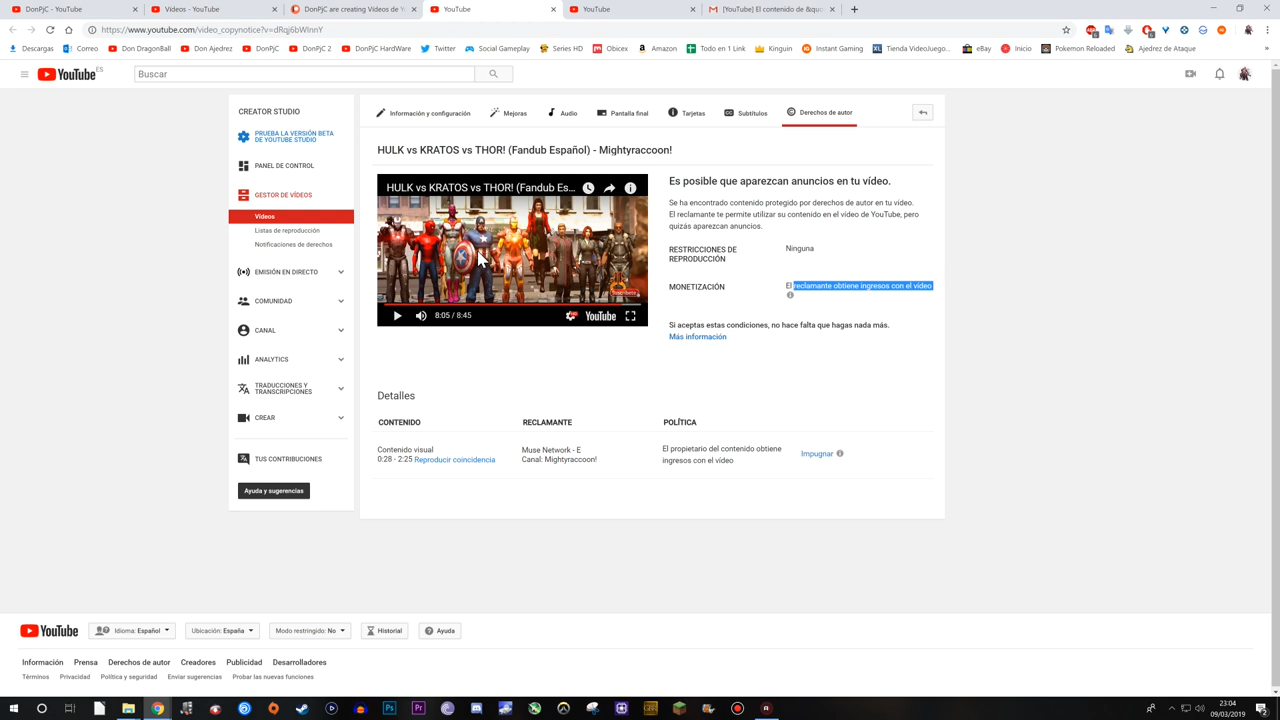 DonPjC - YouTube
Vídeos - YouTube
DonPjC are creating Vídeos de Y
YouTube
YouTube
[YouTube] El contenido de &quo
https://www.youtube.com/video_copynotice?v=dRqj6bWInnY
Descargas
Correo
Don DragonBall
Don Ajedrez
DonPjC
DonPjC 2
DonPjC HardWare
Twitter
Social Gameplay
Series HD
Obicex
Amazon
Todo en 1 Link
Kinguin
Instant Gaming
Tienda VideoJuego...
eBay
Inicio
Pokemon Reloaded
Ajedrez de Ataque
YouTube ES
Buscar
CREATOR STUDIO
PRUEBA LA VERSIÓN BETA
DE YOUTUBE STUDIO
PANEL DE CONTROL
GESTOR DE VÍDEOS
Vídeos
Listas de reproducción
Notificaciones de derechos
EMISIÓN EN DIRECTO
COMUNIDAD
CANAL
ANALYTICS
TRADUCCIONES Y
TRANSCRIPCIONES
CREAR
TUS CONTRIBUCIONES
Ayuda y sugerencias
Información y configuración
Mejoras
Audio
Pantalla final
Tarjetas
Subtítulos
Derechos de autor
HULK vs KRATOS vs THOR! (Fandub Español) - Mightyraccoon!
HULK vs KRATOS vs THOR! (Fandub Es...
Suscríbete
8:05 / 8:45
YouTube
Es posible que aparezcan anuncios en tu vídeo.
Se ha encontrado contenido protegido por derechos de autor en tu vídeo.
El reclamante te permite utilizar su contenido en el vídeo de YouTube, pero
quizás aparezcan anuncios.
RESTRICCIONES DE
REPRODUCCIÓN
Ninguna
MONETIZACIÓN
El reclamante obtiene ingresos con el vídeo
Si aceptas estas condiciones, no hace falta que hagas nada más.
Más información
Detalles
CONTENIDO
RECLAMANTE
POLÍTICA
Contenido visual
0:28 - 2:25 Reproducir coincidencia
Muse Network - E
Canal: Mightyraccoon!
El propietario del contenido obtiene
ingresos con el vídeo
Impugnar
YouTube
Idioma: Español
Ubicación: España
Modo restringido: No
Historial
Ayuda
Información
Prensa
Derechos de autor
Creadores
Publicidad
Desarrolladores
Términos
Privacidad
Política y seguridad
Enviar sugerencias
Probar las nuevas funciones
23:04
09/03/2019